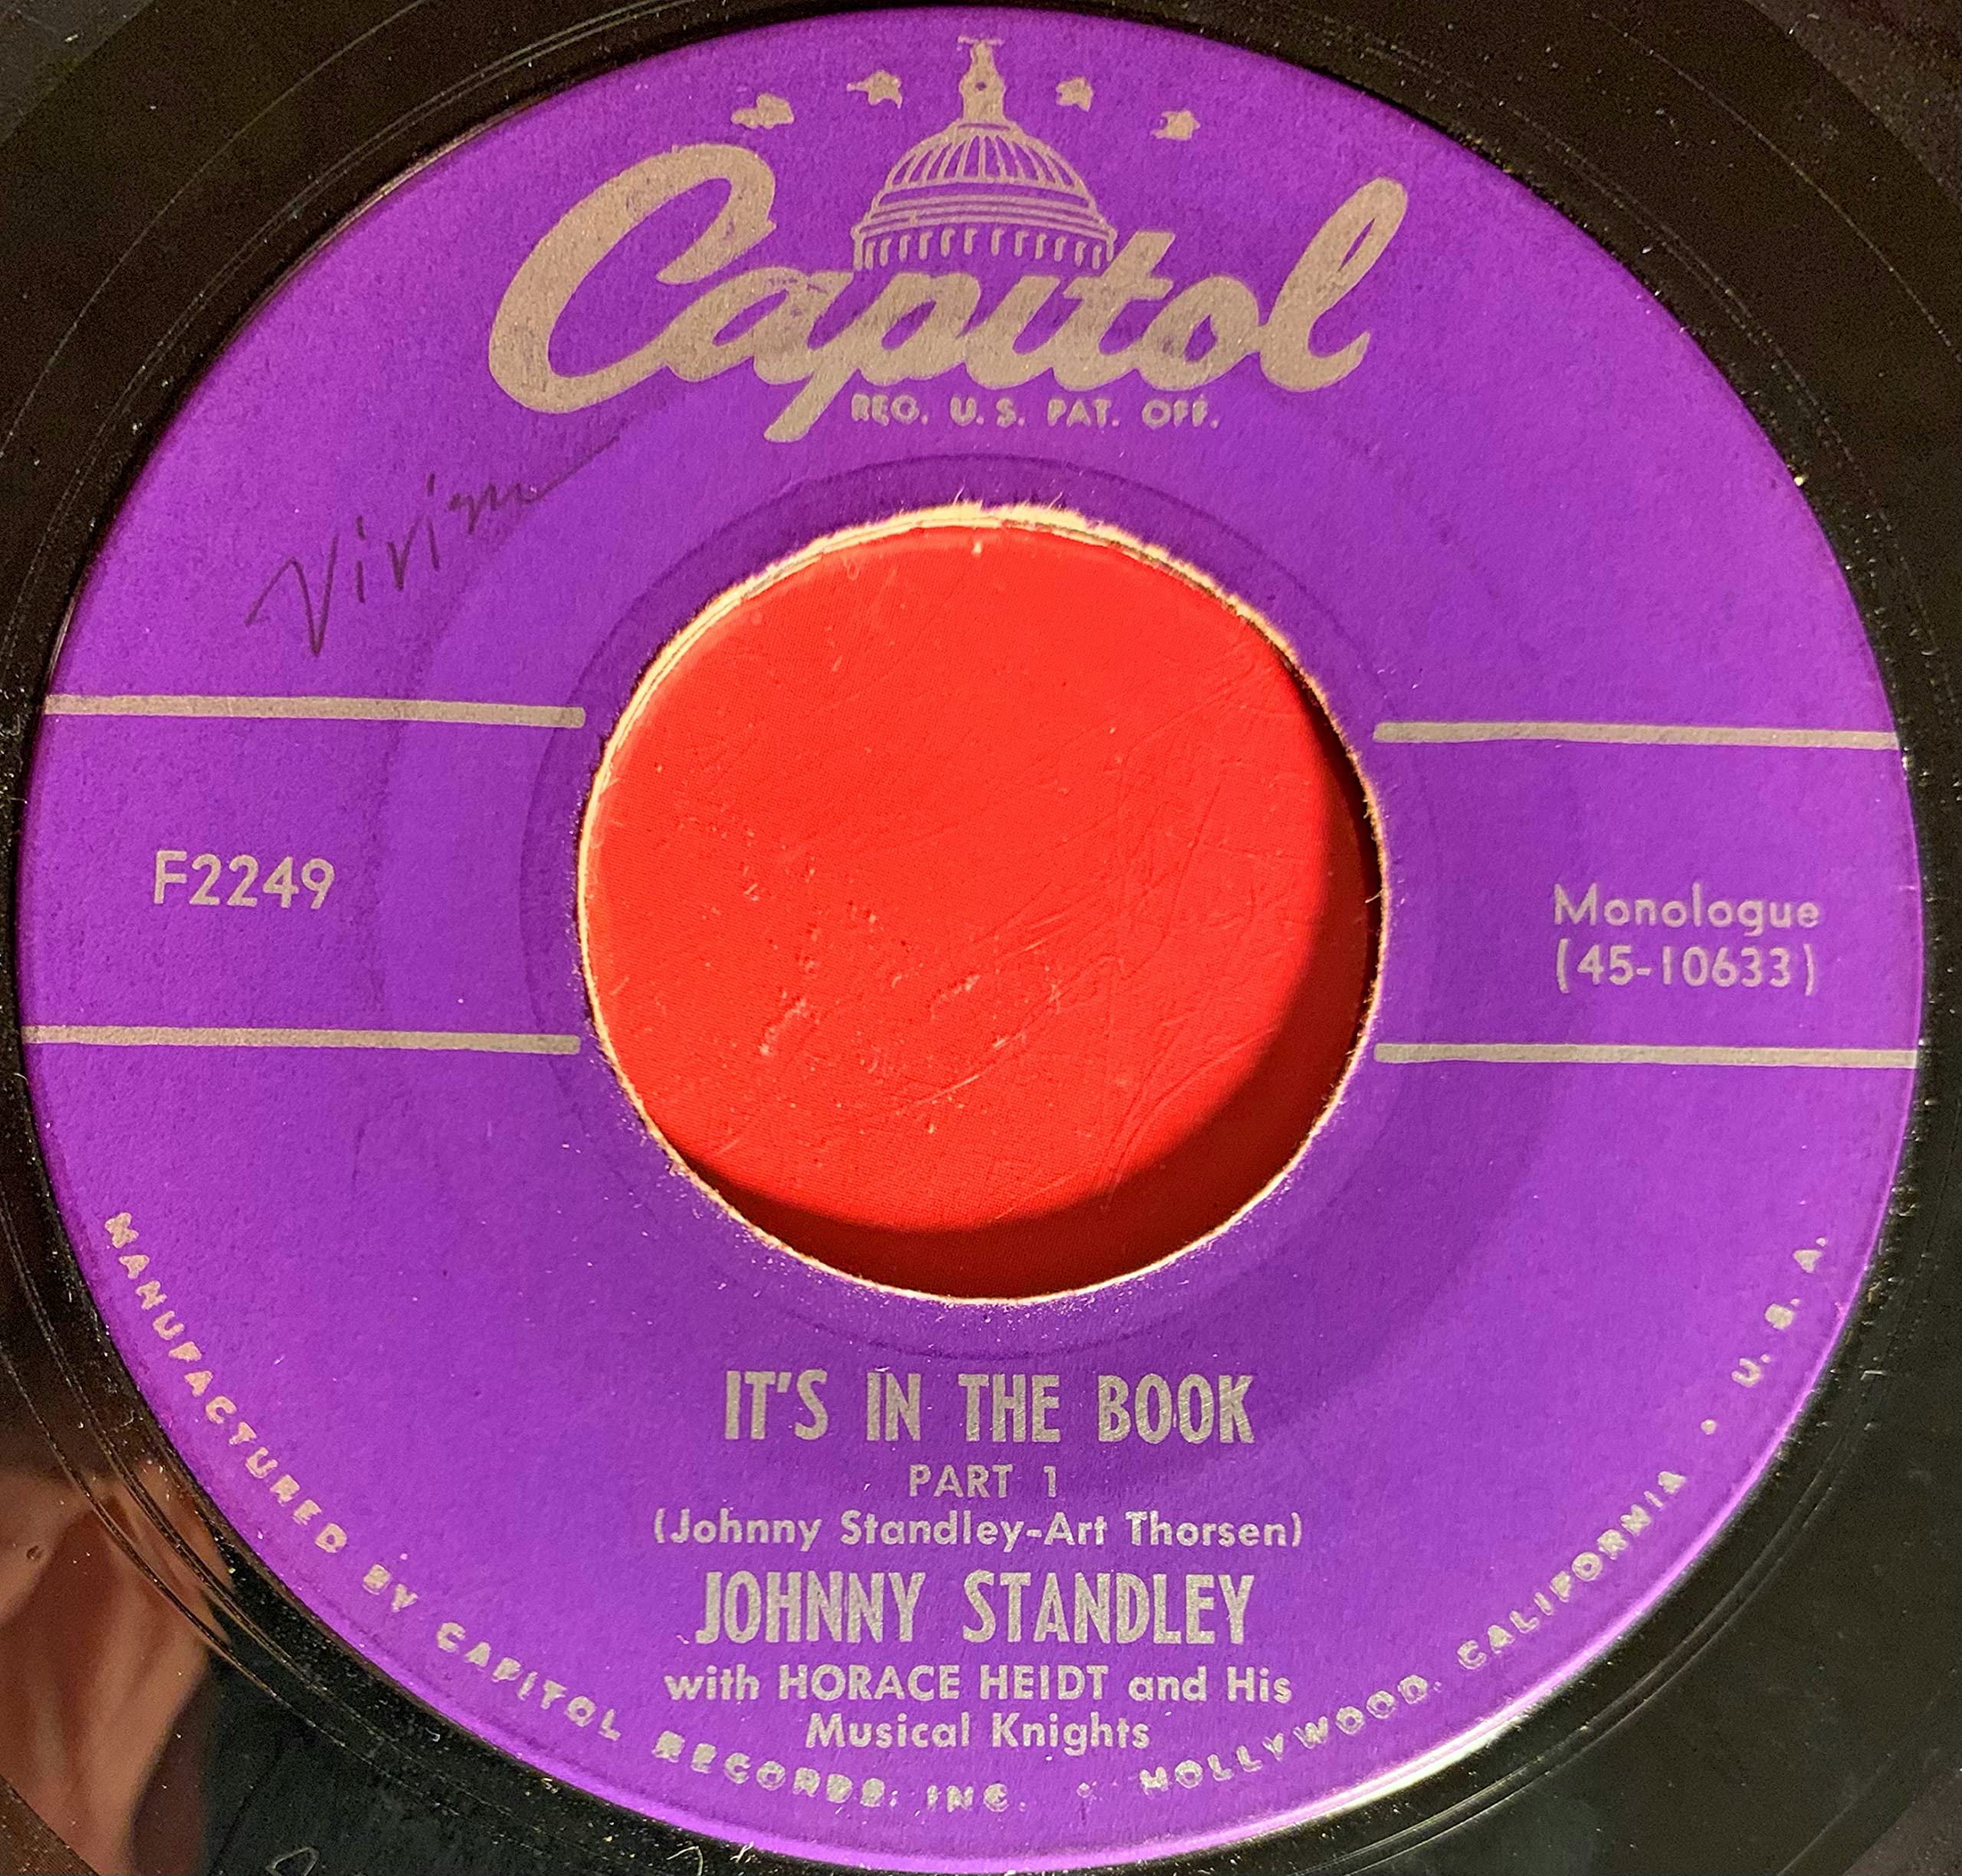 Capitol
REG. U.S. PAT. OFF.
Vivian
F2249
Monologue
(45-10633)
IT'S IN THE BOOK
PART 1
(Johnny Standley-Art Thorsen)
JOHNNY STANDLEY
with HORACE HEIDT and His
Musical Knights
MANUFACTURED BY CAPITOL RECORDS, INC. • HOLLYWOOD, CALIFORNIA • U. S. A.